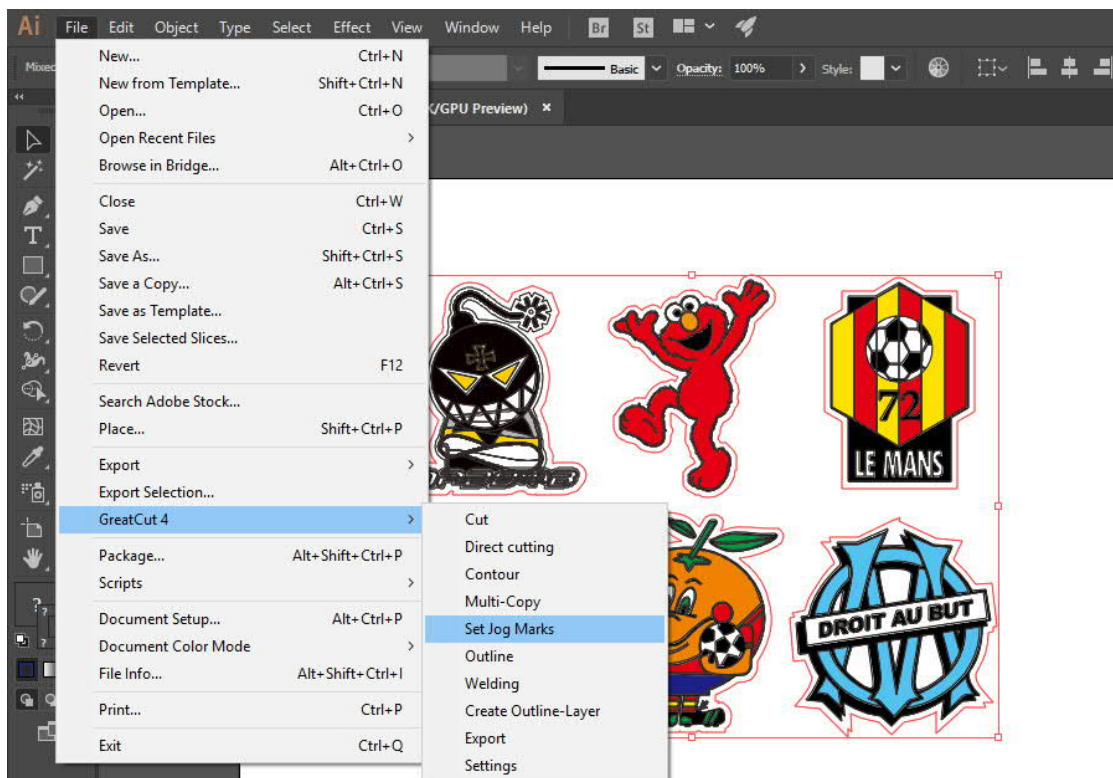 Ai File Edit Object Type Select Effect View Window Help Br St
Mixed Basic Opacity: 100% Style:
/GPU Preview) ×
New... Ctrl+N
New from Template... Shift+Ctrl+N
Open... Ctrl+O
Open Recent Files
Browse in Bridge... Alt+Ctrl+O
Close Ctrl+W
Save Ctrl+S
Save As... Shift+Ctrl+S
Save a Copy... Alt+Ctrl+S
Save as Template...
Save Selected Slices...
Revert F12
Search Adobe Stock...
Place... Shift+Ctrl+P
Export
Export Selection...
GreatCut 4
Package... Alt+Shift+Ctrl+P
Scripts
Document Setup... Alt+Ctrl+P
Document Color Mode
File Info... Alt+Shift+Ctrl+I
Print... Ctrl+P
Exit Ctrl+Q
Cut
Direct cutting
Contour
Multi-Copy
Set Jog Marks
Outline
Welding
Create Outline-Layer
Export
Settings
72
LE MANS
DROIT AU BUT